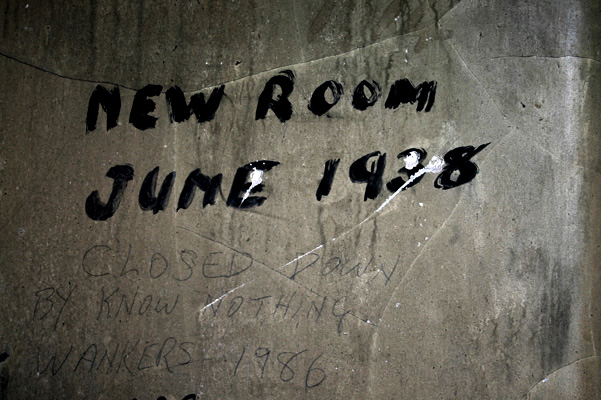 NEW ROOM
JUNE 1938
CLOSED DOWN
BY KNOW NOTHING
WANKERS - 1986